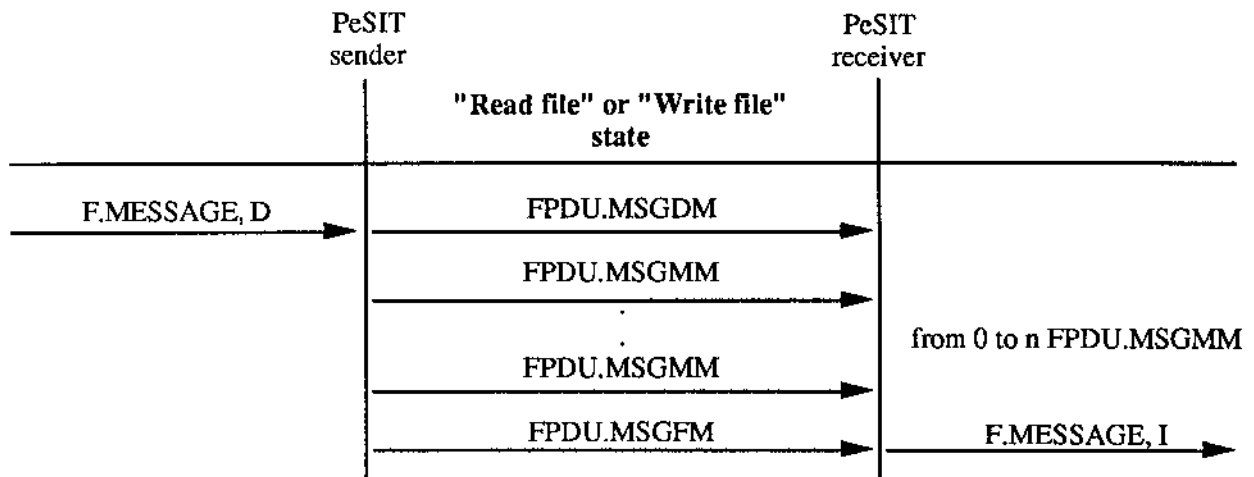 PeSIT
sender
PeSIT
receiver
"Read file" or "Write file"
state
F.MESSAGE, D
FPDU.MSGDM
FPDU.MSGMM
from 0 to n FPDU.MSGMM
FPDU.MSGMM
FPDU.MSGFM
F.MESSAGE, I